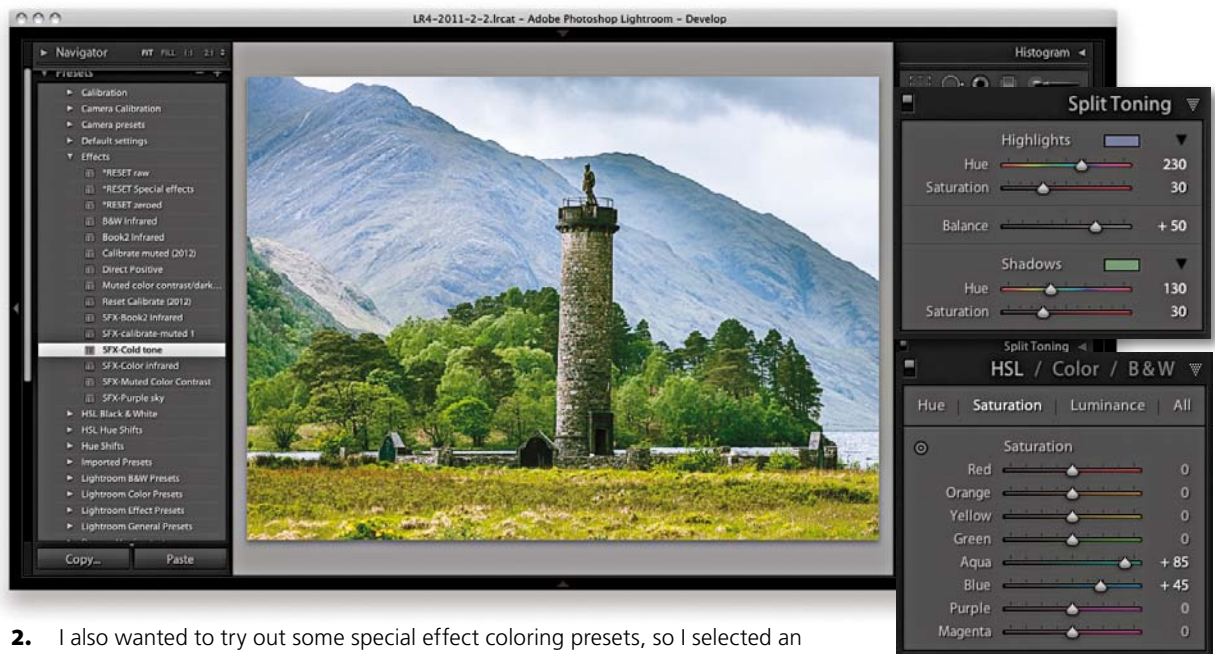 LR4-2011-2-2.lrcat - Adobe Photoshop Lightroom - Develop
Navigator FIT FILL 1:1 2:1
Presets
Calibration
Camera Calibration
Camera presets
Default settings
Effects
*RESET raw
*RESET Special effects
*RESET zeroed
B&W Infrared
Book2 Infrared
Calibrate muted (2012)
Direct Positive
Muted color contrast/dark...
Reset Calibrate (2012)
SFX-Book2 Infrared
SFX-calibrate-muted 1
SFX-Cold tone
SFX-Color infrared
SFX-Muted Color Contrast
SFX-Purple sky
HSL Black & White
HSL Hue Shifts
Hue Shifts
Imported Presets
Lightroom B&W Presets
Lightroom Color Presets
Lightroom Effect Presets
Lightroom General Presets
Copy... Paste
Histogram
Split Toning
Highlights
Hue 230
Saturation 30
Balance + 50
Shadows
Hue 130
Saturation 30
Split Toning
HSL / Color / B&W
Hue Saturation Luminance All
Saturation
Red 0
Orange 0
Yellow 0
Green 0
Aqua + 85
Blue + 45
Purple 0
Magenta 0
2. I also wanted to try out some special effect coloring presets, so I selected an